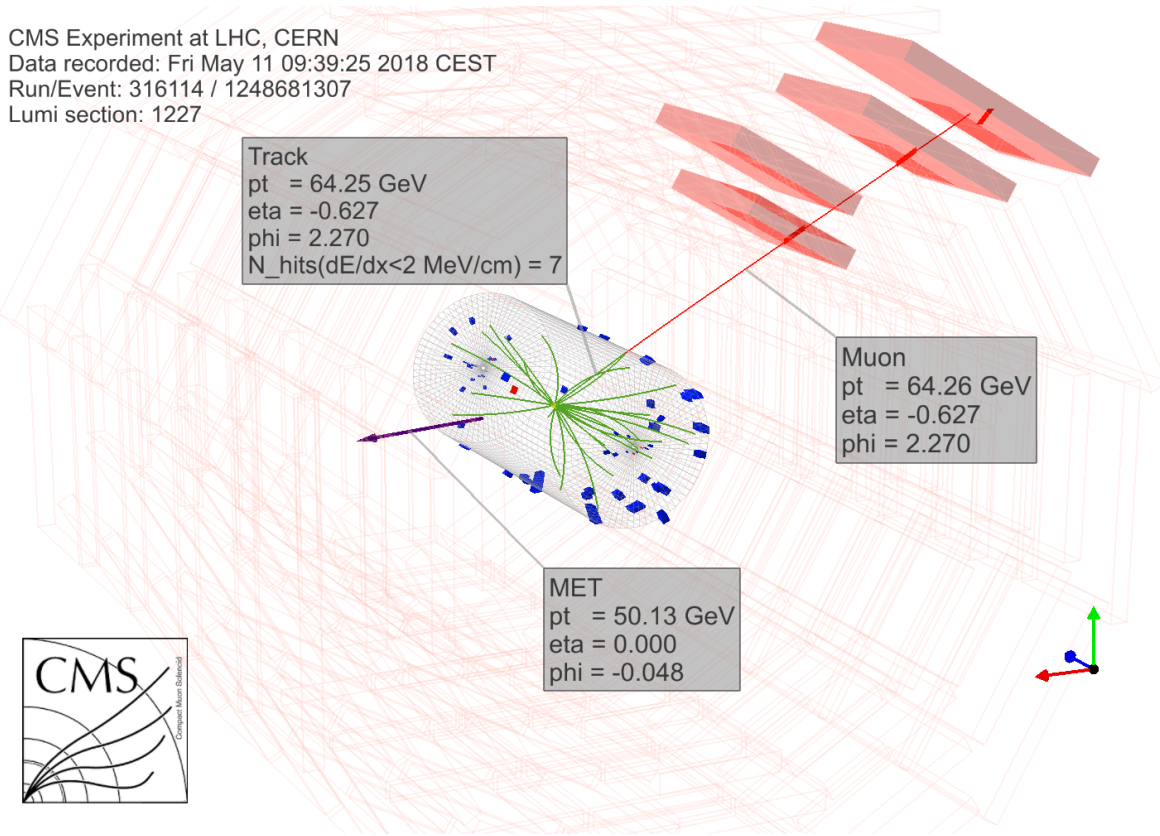 CMS Experiment at LHC, CERN
Data recorded: Fri May 11 09:39:25 2018 CEST
Run/Event: 316114 / 1248681307
Lumi section: 1227
Track
pt = 64.25 GeV
eta = -0.627
phi = 2.270
N_hits(dE/dx<2 MeV/cm) = 7
Muon
pt = 64.26 GeV
eta = -0.627
phi = 2.270
MET
pt = 50.13 GeV
eta = 0.000
phi = -0.048
CMS
Compact Muon Solenoid